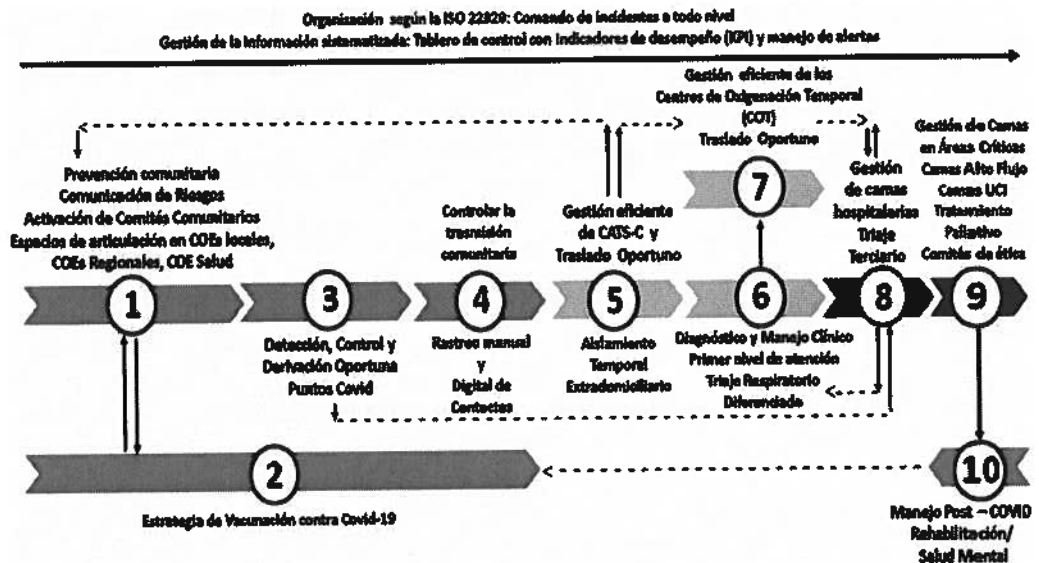 Organización según la ISO 22320: Comando de incidentes a todo nivel
Gestión de la Información sistematizada: Tablero de control con Indicadores de desempeño (KPI) y manejo de alertas
Gestión eficiente de los
Centros de Oxigenación Temporal
(COT)
Traslado Oportuno
7
Prevención comunitaria
Comunicación de Riesgos
Activación de Comités Comunitarios
Espacios de articulación en COEs locales,
COEs Regionales, COE Salud
1
3
Detección, Control y
Derivación Oportuna
Puntos Covid
Controlar la
trasmisión
comunitaria
4
Rastreo manual
y
Digital de
Contactos
Gestión eficiente
de CATS-C y
Traslado Oportuno
5
Aislamiento
Temporal
Extradomiciliario
6
Diagnóstico y Manejo Clínico
Primer nivel de atención
Triaje Respiratorio
Diferenciado
Gestión
de camas
hospitalarias
Triaje
Terciario
8
Gestión de Camas
en Áreas Críticas
Camas Alto Flujo
Camas UCI
Tratamiento
Paliativo
Comités de ética
9
2
Estrategia de Vacunación contra Covid-19
10
Manejo Post – COVID
Rehabilitación/
Salud Mental